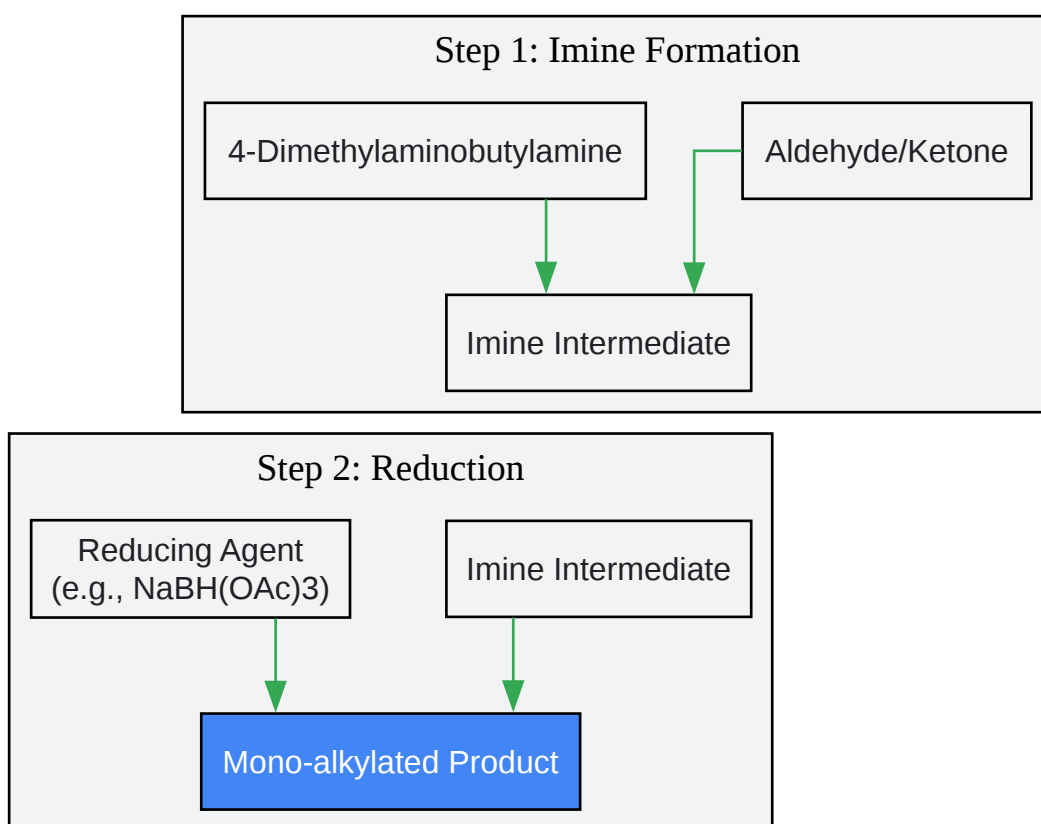 Step 1: Imine Formation
4-Dimethylaminobutylamine
Aldehyde/Ketone
Imine Intermediate
Step 2: Reduction
Reducing Agent
(e.g., NaBH(OAc)3)
Imine Intermediate
Mono-alkylated Product